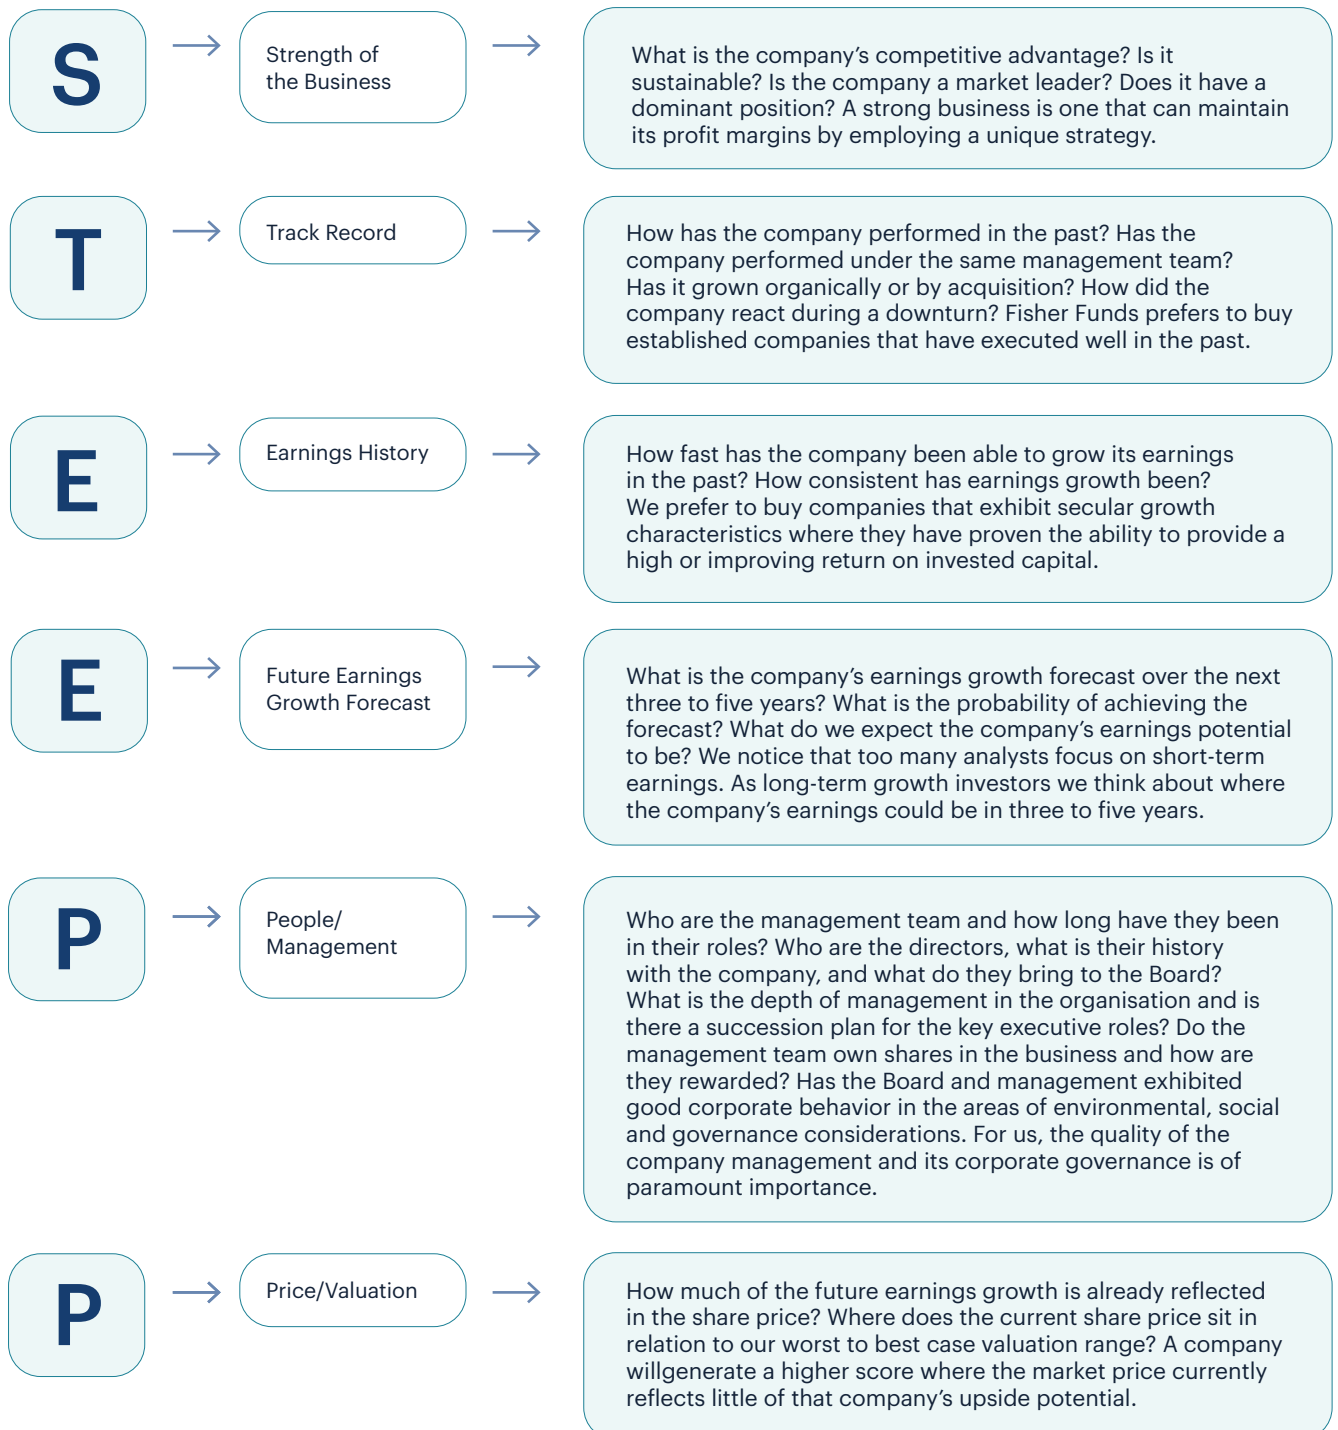 S
Strength of
the Business
What is the company’s competitive advantage? Is it
sustainable? Is the company a market leader? Does it have a
dominant position? A strong business is one that can maintain
its profit margins by employing a unique strategy.
T
Track Record
How has the company performed in the past? Has the
company performed under the same management team?
Has it grown organically or by acquisition? How did the
company react during a downturn? Fisher Funds prefers to buy
established companies that have executed well in the past.
E
Earnings History
How fast has the company been able to grow its earnings
in the past? How consistent has earnings growth been?
We prefer to buy companies that exhibit secular growth
characteristics where they have proven the ability to provide a
high or improving return on invested capital.
E
Future Earnings
Growth Forecast
What is the company’s earnings growth forecast over the next
three to five years? What is the probability of achieving the
forecast? What do we expect the company’s earnings potential
to be? We notice that too many analysts focus on short-term
earnings. As long-term growth investors we think about where
the company’s earnings could be in three to five years.
P
People/
Management
Who are the management team and how long have they been
in their roles? Who are the directors, what is their history
with the company, and what do they bring to the Board?
What is the depth of management in the organisation and is
there a succession plan for the key executive roles? Do the
management team own shares in the business and how are
they rewarded? Has the Board and management exhibited
good corporate behavior in the areas of environmental, social
and governance considerations. For us, the quality of the
company management and its corporate governance is of
paramount importance.
P
Price/Valuation
How much of the future earnings growth is already reflected
in the share price? Where does the current share price sit in
relation to our worst to best case valuation range? A company
willgenerate a higher score where the market price currently
reflects little of that company’s upside potential.